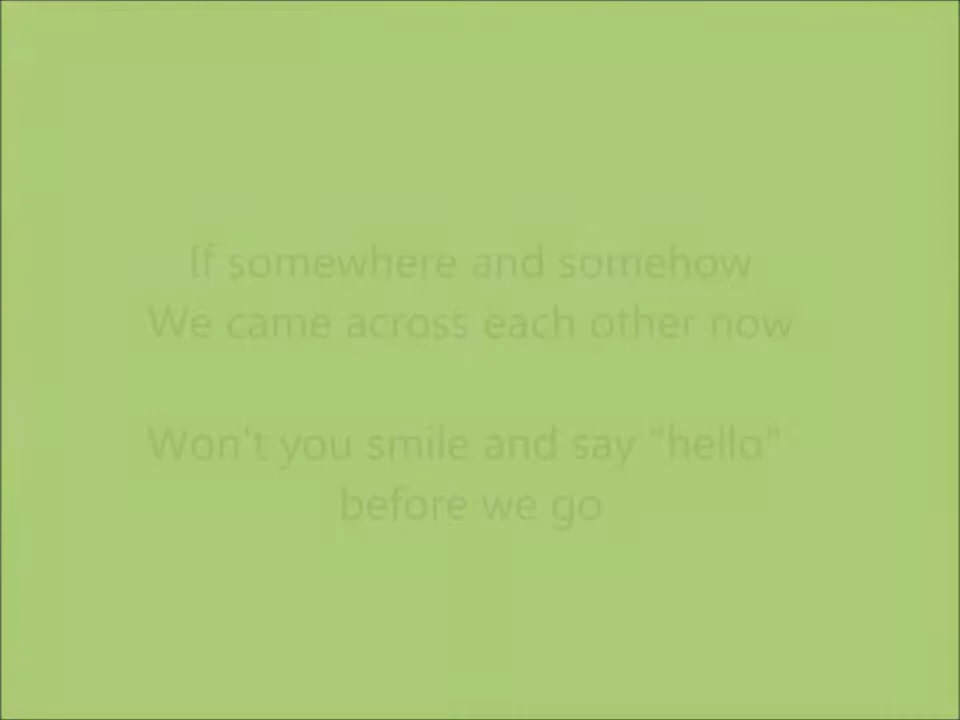 If somewhere and somehow
We came across each other now
Won't you smile and say "hello"
before we go